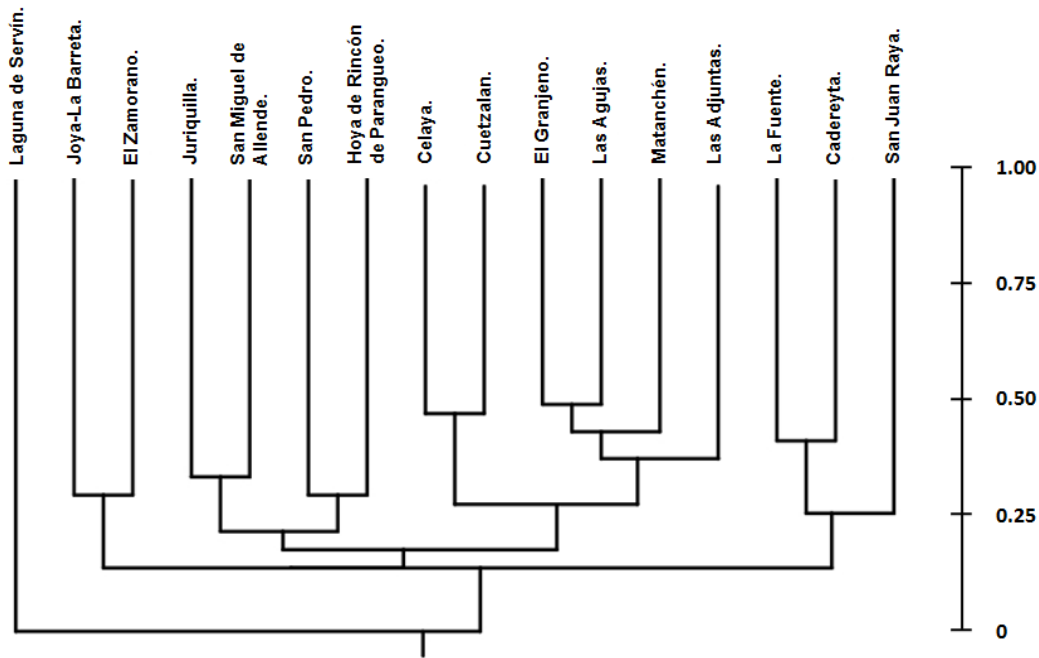 Laguna de Servín.
Joya-La Barreta.
El Zamorano.
Juriquilla.
San Miguel de
Allende.
San Pedro.
Hoya de Rincón
de Parangueo.
Celaya.
Cuetzalan.
El Granjeno.
Las Agujas.
Matanchén.
Las Adjuntas.
La Fuente.
Cadereyta.
San Juan Raya.
1.00
0.75
0.50
0.25
0